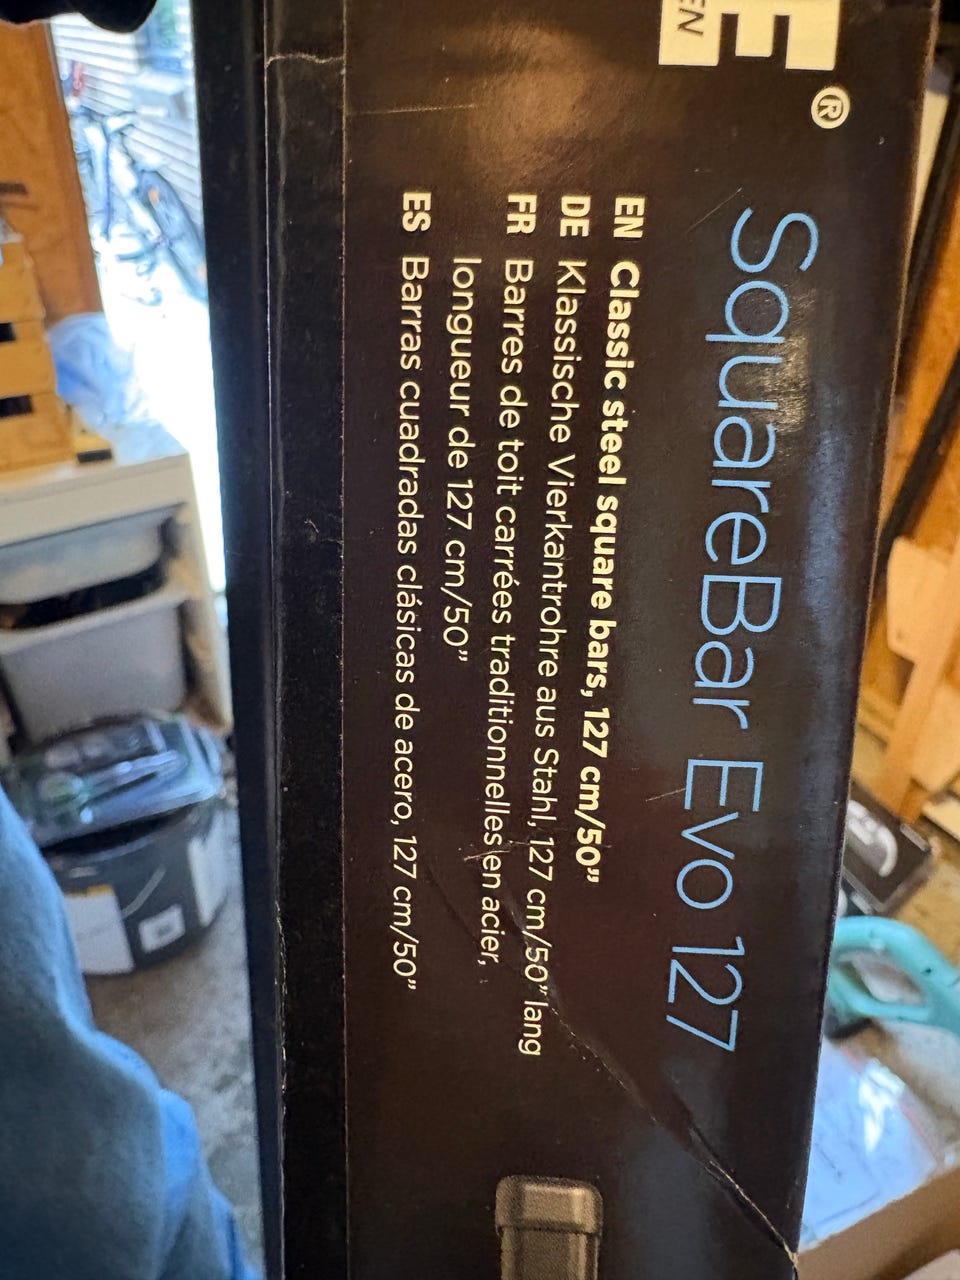 E®
EN
SquareBar Evo 127
EN Classic steel square bars, 127 cm/50”
DE Klassische Vierkantrohre aus Stahl, 127 cm/50” lang
FR Barres de toit carrées traditionnelles en acier,
longueur de 127 cm/50”
ES Barras cuadradas clásicas de acero, 127 cm/50”